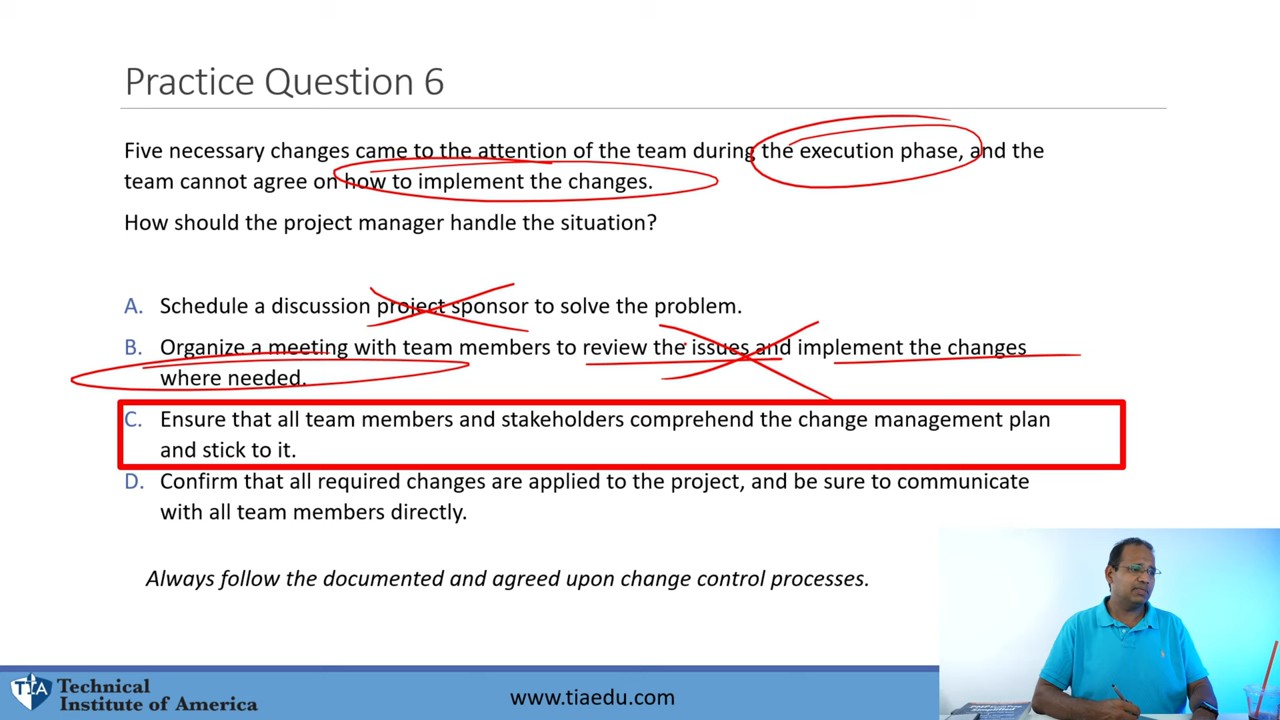 Practice Question 6
Five necessary changes came to the attention of the team during the execution phase, and the
team cannot agree on how to implement the changes.
How should the project manager handle the situation?
A. Schedule a discussion project sponsor to solve the problem.
B. Organize a meeting with team members to review the issues and implement the changes
where needed.
C. Ensure that all team members and stakeholders comprehend the change management plan
and stick to it.
D. Confirm that all required changes are applied to the project, and be sure to communicate
with all team members directly.
Always follow the documented and agreed upon change control processes.
TIA
Technical
Institute of America
www.tiaedu.com